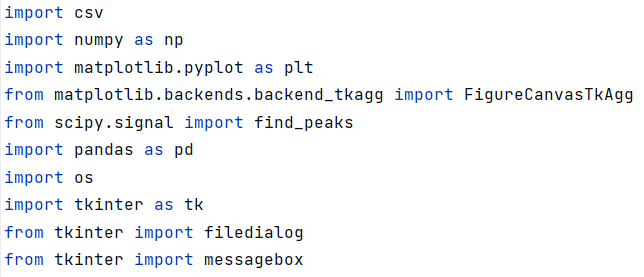 import csv
import numpy as np
import matplotlib.pyplot as plt
from matplotlib.backends.backend_tkagg import FigureCanvasTkAgg
from scipy.signal import find_peaks
import pandas as pd
import os
import tkinter as tk
from tkinter import filedialog
from tkinter import messagebox